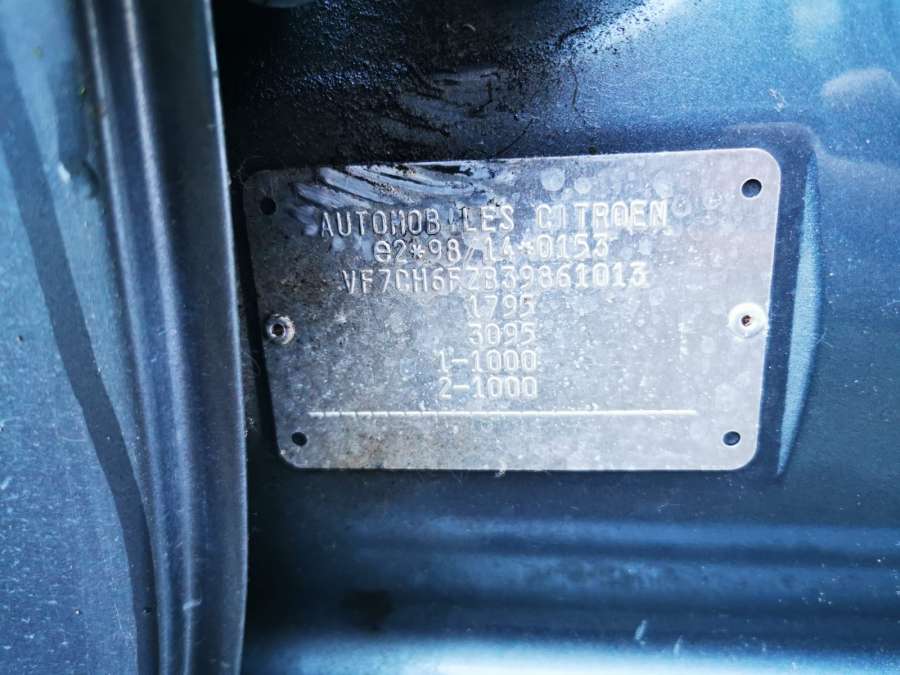 AUTOMOBILES CITROEN
e2*98/14*0153
VF7CH6FZB39861013
1795
3095
1-1000
2-1000